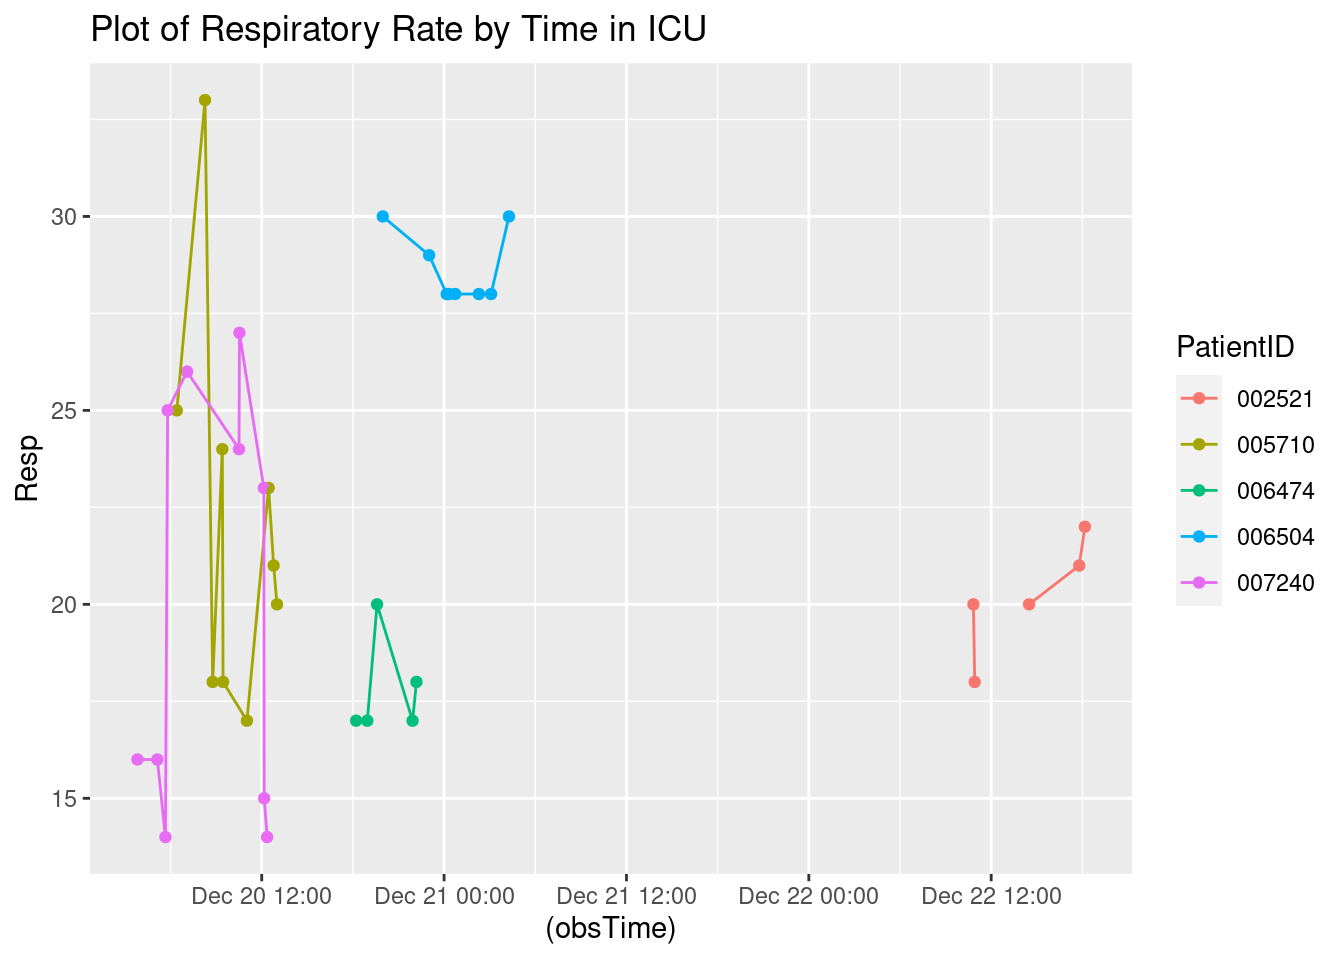 Plot of Respiratory Rate by Time in ICU
Resp
30
25
20
15
Dec 20 12:00 Dec 21 00:00 Dec 21 12:00 Dec 22 00:00 Dec 22 12:00
(obsTime)
PatientID
002521
005710
006474
006504
007240